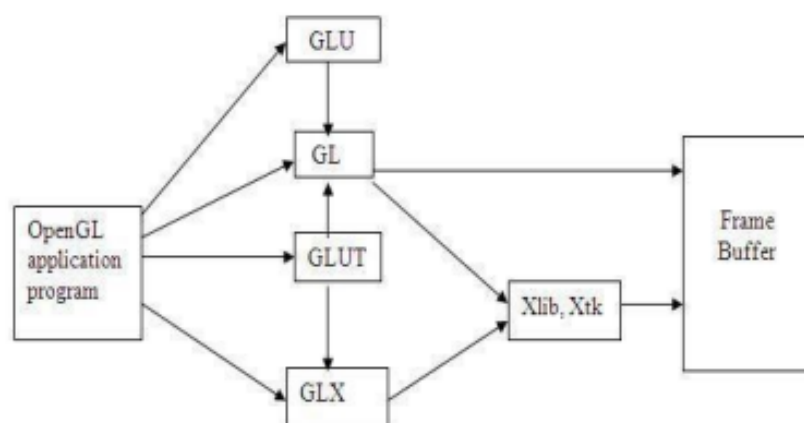 GLU
GL
OpenGL
application
program
GLUT
GLX
Xlib, Xtk
Frame
Buffer